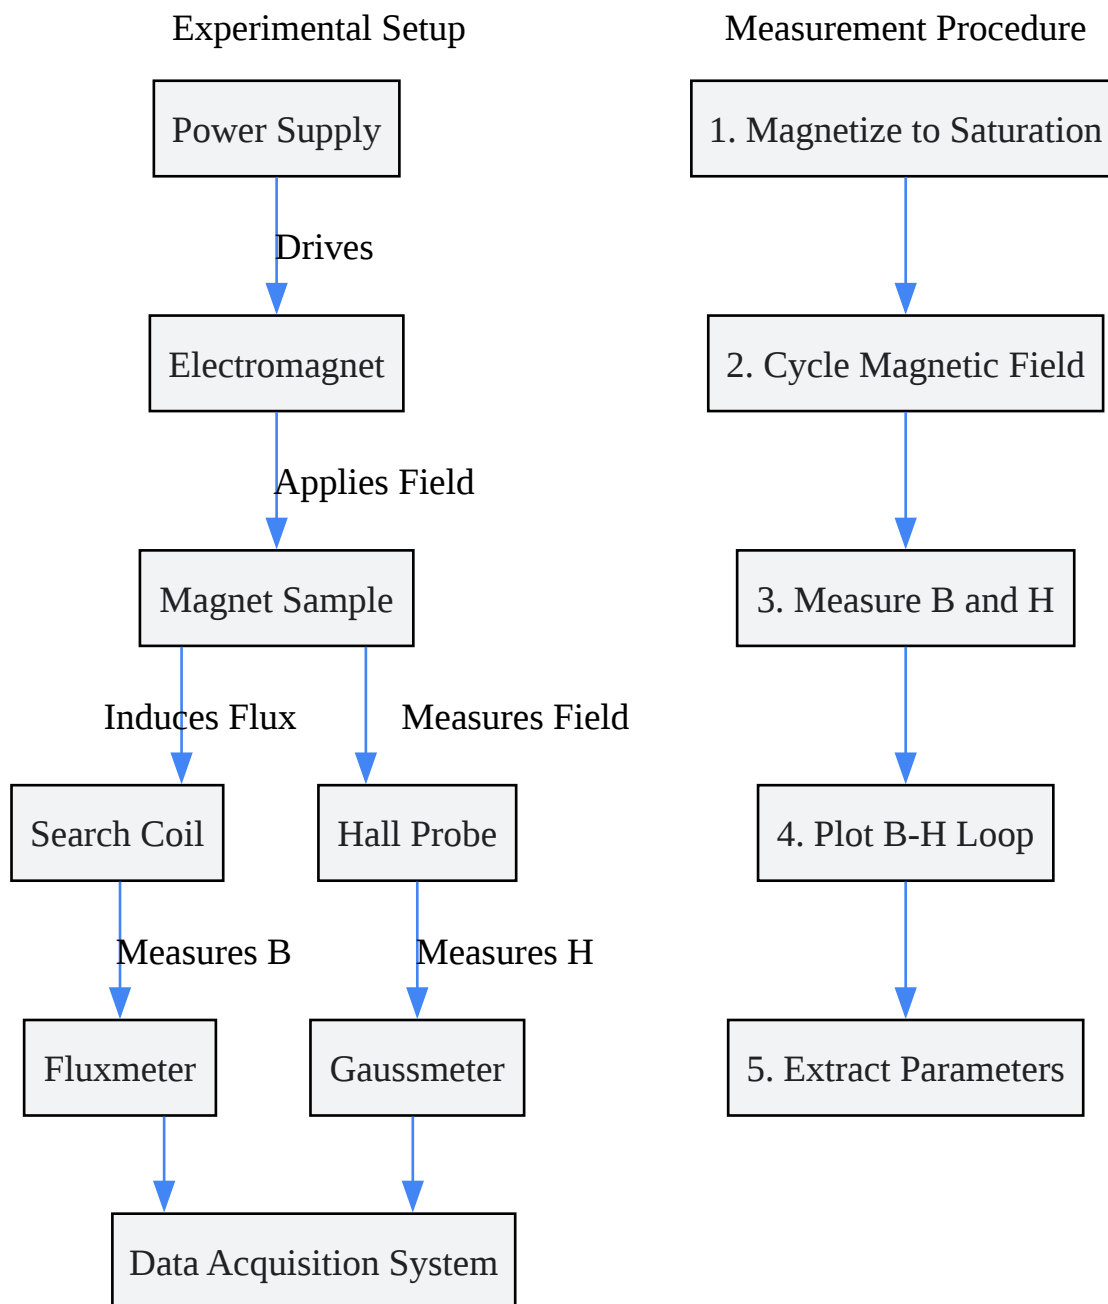 Experimental Setup
Power Supply
Drives
Electromagnet
Applies Field
Magnet Sample
Induces Flux
Measures Field
Search Coil
Hall Probe
Measures B
Measures H
Fluxmeter
Gaussmeter
Data Acquisition System
Measurement Procedure
1. Magnetize to Saturation
2. Cycle Magnetic Field
3. Measure B and H
4. Plot B-H Loop
5. Extract Parameters